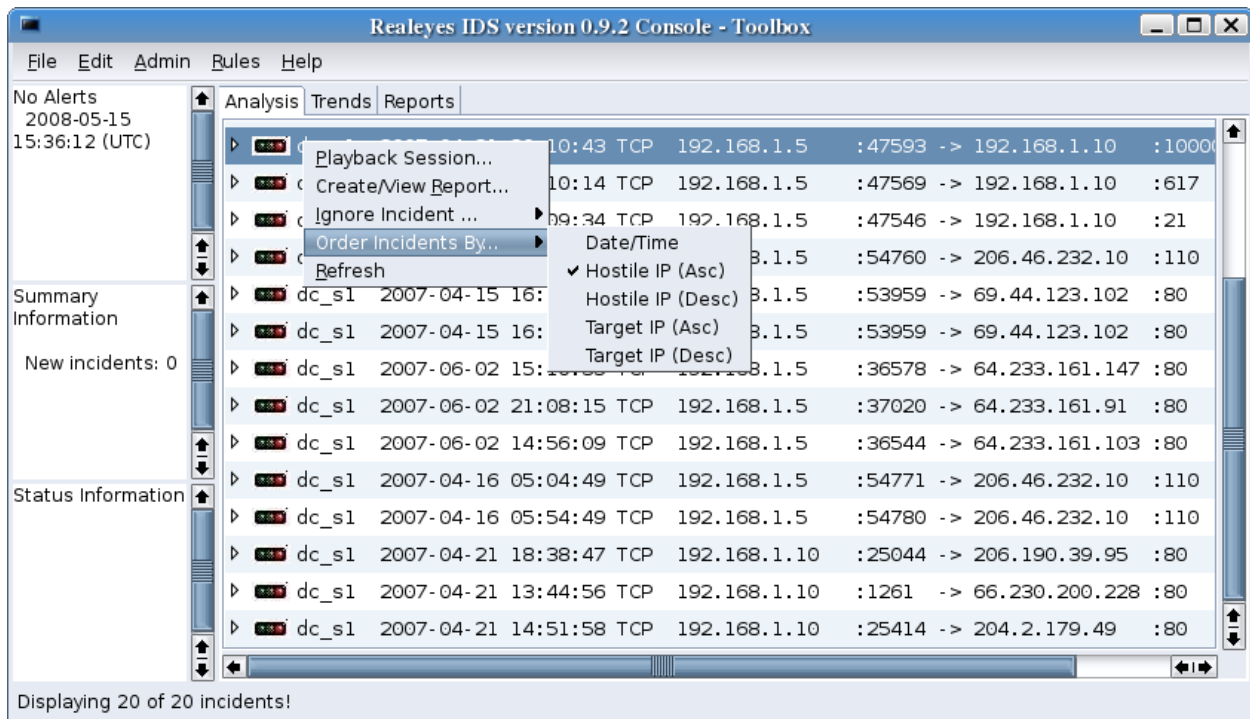 Realeyes IDS version 0.9.2 Console - Toolbox
File Edit Admin Rules Help
No Alerts
2008-05-15
15:36:12 (UTC)
Summary
Information
New incidents: 0
Status Information
Analysis Trends Reports
10:43 TCP 192.168.1.5 :47593 -> 192.168.1.10 :1000
10:14 TCP 192.168.1.5 :47569 -> 192.168.1.10 :617
09:34 TCP 192.168.1.5 :47546 -> 192.168.1.10 :21
:54760 -> 206.46.232.10 :110
dc_s1 2007-04-15 16: :53959 -> 69.44.123.102 :80
dc_s1 2007-04-15 16: :53959 -> 69.44.123.102 :80
dc_s1 2007-06-02 15: :36578 -> 64.233.161.147 :80
dc_s1 2007-06-02 21:08:15 TCP 192.168.1.5 :37020 -> 64.233.161.91 :80
dc_s1 2007-06-02 14:56:09 TCP 192.168.1.5 :36544 -> 64.233.161.103 :80
dc_s1 2007-04-16 05:04:49 TCP 192.168.1.5 :54771 -> 206.46.232.10 :110
dc_s1 2007-04-16 05:54:49 TCP 192.168.1.5 :54780 -> 206.46.232.10 :110
dc_s1 2007-04-21 18:38:47 TCP 192.168.1.10 :25044 -> 206.190.39.95 :80
dc_s1 2007-04-21 13:44:56 TCP 192.168.1.10 :1261 -> 66.230.200.228 :80
dc_s1 2007-04-21 14:51:58 TCP 192.168.1.10 :25414 -> 204.2.179.49 :80
Playback Session...
Create/View Report...
Ignore Incident ...
Order Incidents By...
Refresh
Date/Time
Hostile IP (Asc)
Hostile IP (Desc)
Target IP (Asc)
Target IP (Desc)
Displaying 20 of 20 incidents!